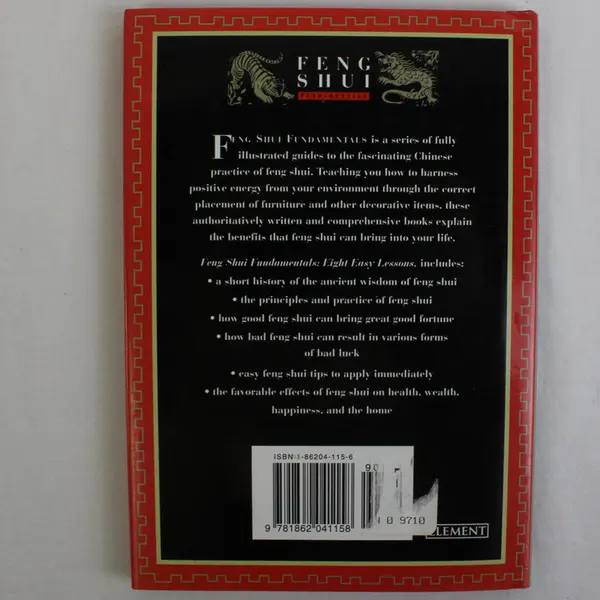 FENG
SHUI
FUNDAMENTALS
FENG SHUI FUNDAMENTALS is a series of fully
illustrated guides to the fascinating Chinese
practice of feng shui. Teaching you how to harness
positive energy from your environment through the correct
placement of furniture and other decorative items, these
authoritatively written and comprehensive books explain
the benefits that feng shui can bring into your life.
Feng Shui Fundamentals: Eight Easy Lessons, includes:
• a short history of the ancient wisdom of feng shui
• the principles and practice of feng shui
• how good feng shui can bring great good fortune
• how bad feng shui can result in various forms
of bad luck
• easy feng shui tips to apply immediately
• the favorable effects of feng shui on health, wealth,
happiness, and the home
ISBN 1-86204-115-6
9 781862 041158
0 9710
ELEMENT